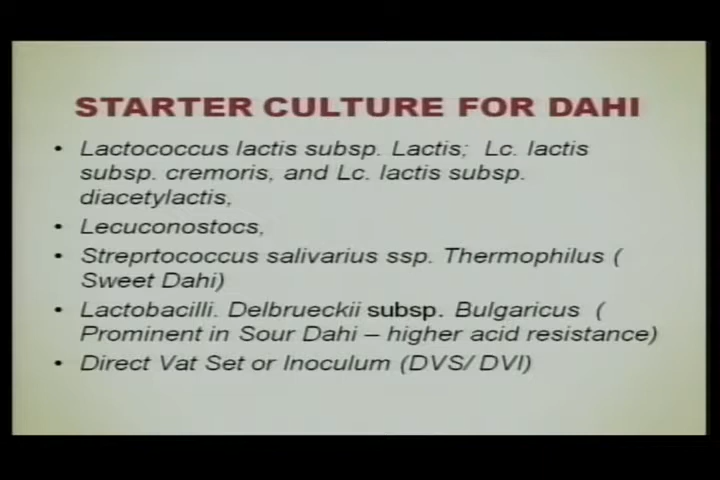 STARTER CULTURE FOR DAHI
• Lactococcus lactis subsp. Lactis; Lc. lactis
subsp. cremoris, and Lc. lactis subsp.
diacetylactis,
• Lecuconostocs,
• Streprtococcus salivarius ssp. Thermophilus (
Sweet Dahi)
• Lactobacilli. Delbrueckii subsp. Bulgaricus (
Prominent in Sour Dahi – higher acid resistance)
• Direct Vat Set or Inoculum (DVS/ DVI)